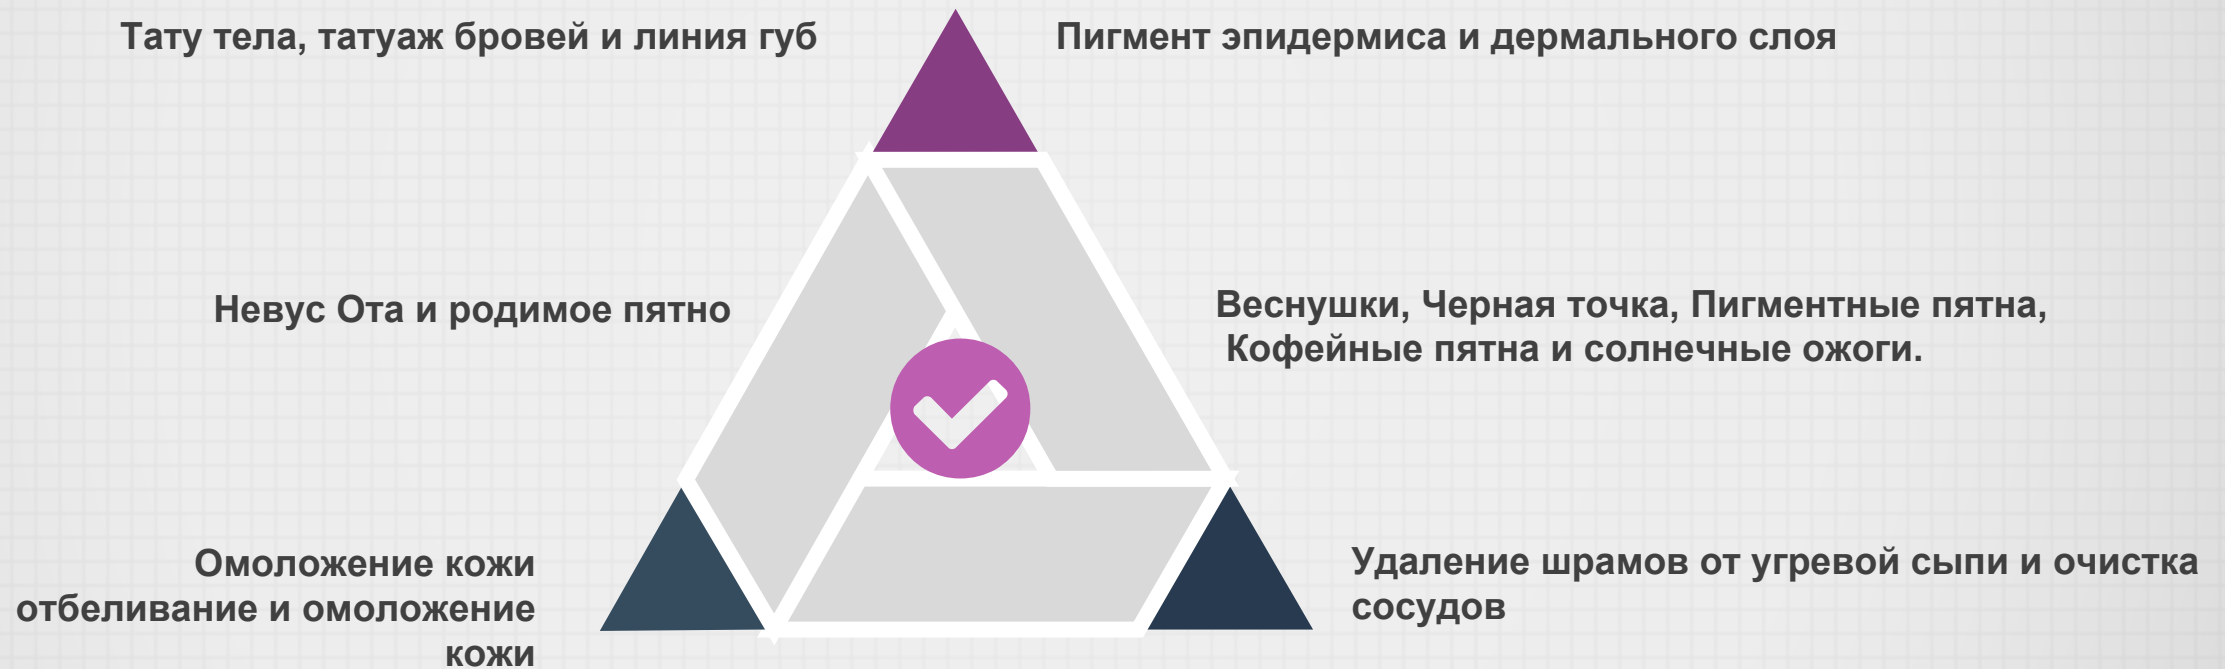 Тату тела, татуаж бровей и линия губ
Пигмент эпидермиса и дермального слоя
Невус Ота и родимое пятно
Веснушки, Черная точка, Пигментные пятна,
Кофейные пятна и солнечные ожоги.
Омоложение кожи
отбеливание и омоложение
кожи
Удаление шрамов от угревой сыпи и очистка
сосудов